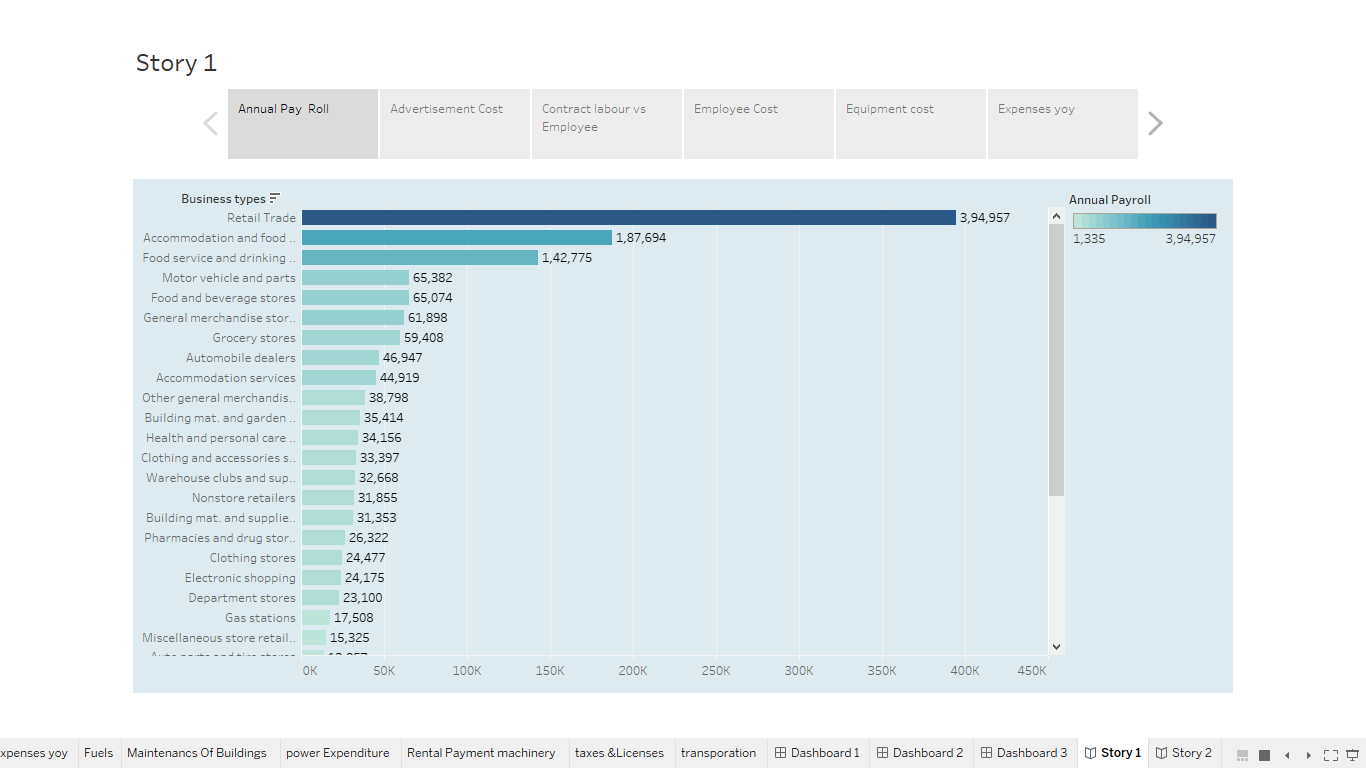 Story 1
Annual Pay  Roll
Advertisement Cost
Contract labour vs
Employee
Employee Cost
Equipment cost
Expenses yoy
Business types
Annual Payroll
1,335 3,94,957
Retail Trade 3,94,957
Accommodation and food .. 1,87,694
Food service and drinking .. 1,42,775
Motor vehicle and parts 65,382
Food and beverage stores 65,074
General merchandise stor.. 61,898
Grocery stores 59,408
Automobile dealers 46,947
Accommodation services 44,919
Other general merchandis.. 38,798
Building mat. and garden .. 35,414
Health and personal care .. 34,156
Clothing and accessories s.. 33,397
Warehouse clubs and sup.. 32,668
Nonstore retailers 31,855
Building mat. and supplie.. 31,353
Pharmacies and drug stor.. 26,322
Clothing stores 24,477
Electronic shopping 24,175
Department stores 23,100
Gas stations 17,508
Miscellaneous store retail.. 15,325
Auto parts and tire stores
0K 50K 100K 150K 200K 250K 300K 350K 400K 450K
xpenses yoy Fuels Maintenancs Of Buildings power Expenditure Rental Payment machinery taxes &Licenses transporation Dashboard 1 Dashboard 2 Dashboard 3 Story 1 Story 2